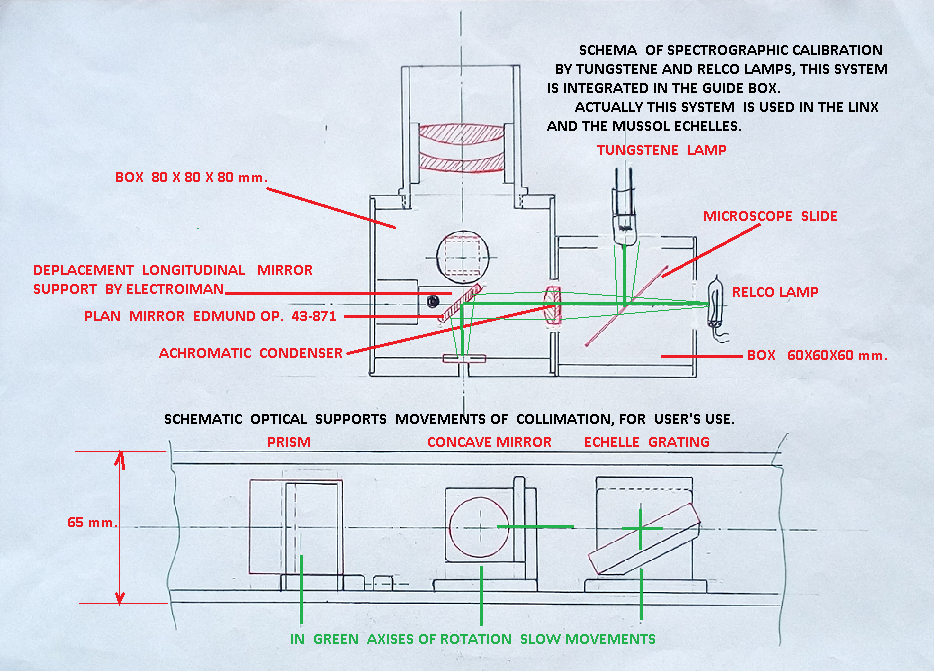 SCHEMA OF SPECTROGRAPHIC CALIBRATION
BY TUNGSTENE AND RELCO LAMPS, THIS SYSTEM
IS INTEGRATED IN THE GUIDE BOX.
ACTUALLY THIS SYSTEM IS USED IN THE LINX
AND THE MUSSOL ECHELLES.
TUNGSTENE LAMP
BOX 80 X 80 X 80 mm.
MICROSCOPE SLIDE
DEPLACEMENT LONGITUDINAL MIRROR
SUPPORT BY ELECTROIMAN
RELCO LAMP
PLAN MIRROR EDMUND OP. 43-871
ACHROMATIC CONDENSER
BOX 60X60X60 mm.
SCHEMATIC OPTICAL SUPPORTS MOVEMENTS OF COLLIMATION, FOR USER'S USE.
PRISM
CONCAVE MIRROR
ECHELLE GRATING
65 mm.
IN GREEN AXISES OF ROTATION SLOW MOVEMENTS